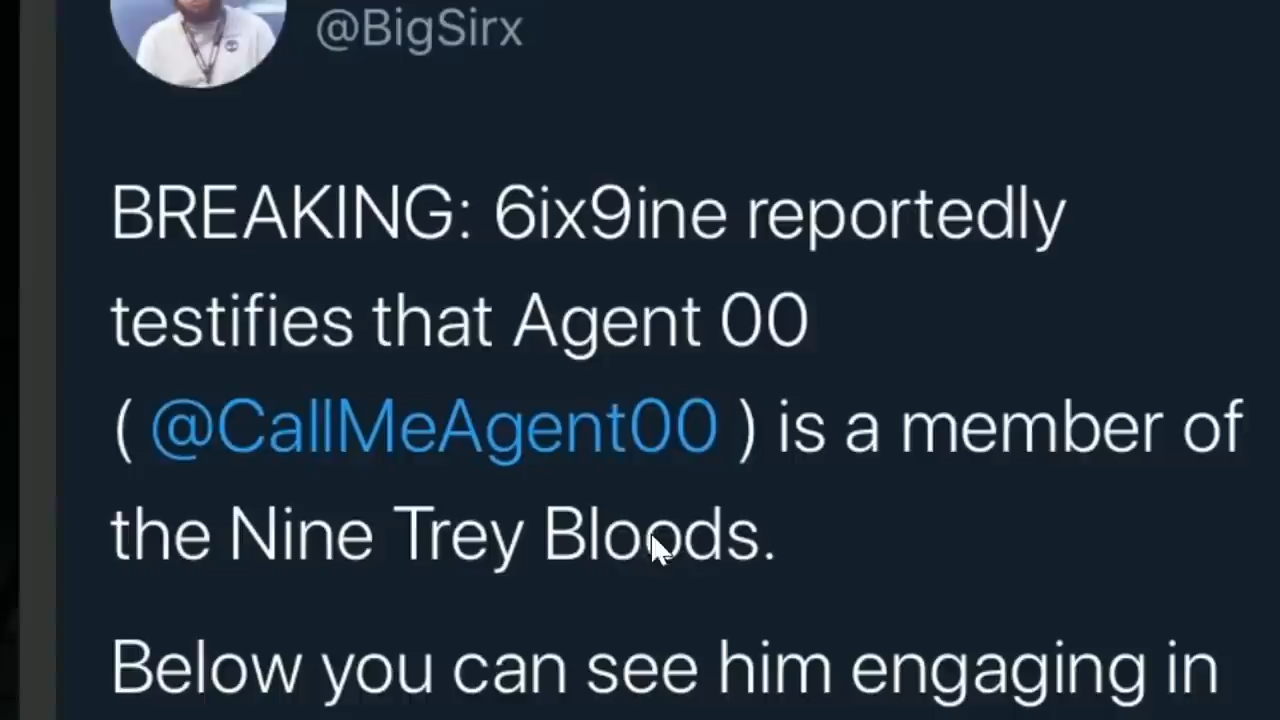 @BigSirx
BREAKING: 6ix9ine reportedly
testifies that Agent 00
( @CallMeAgent00 ) is a member of
the Nine Trey Bloods.
Below you can see him engaging in